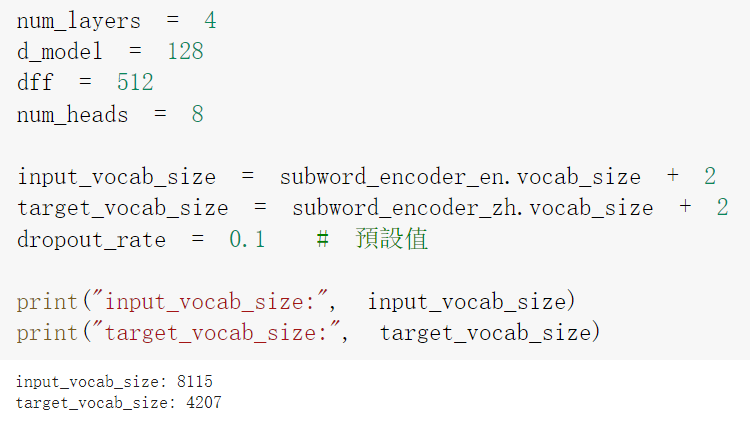 num_layers = 4
d_model = 128
dff = 512
num_heads = 8
input_vocab_size = subword_encoder_en.vocab_size + 2
target_vocab_size = subword_encoder_zh.vocab_size + 2
dropout_rate = 0.1 # 預設值
print("input_vocab_size:", input_vocab_size)
print("target_vocab_size:", target_vocab_size)
input_vocab_size: 8115
target_vocab_size: 4207